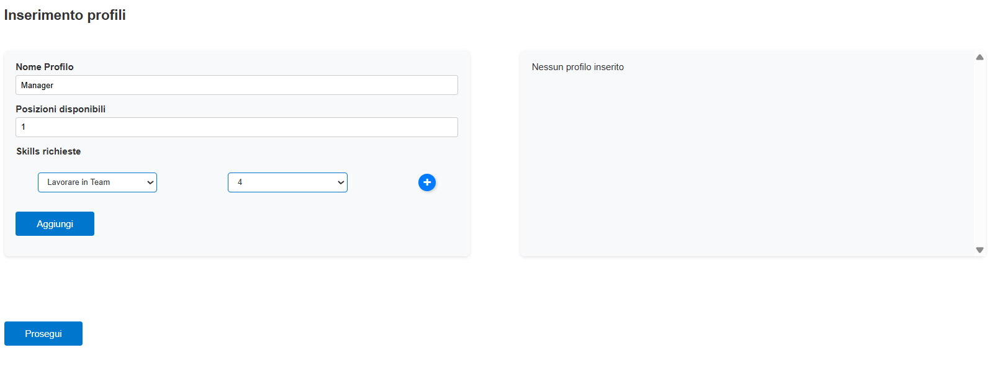 Inserimento profili
Nome Profilo
Manager
Posizioni disponibili
1
Skills richieste
Lavorare in Team
4
Aggiungi
Nessun profilo inserito
Prosegui